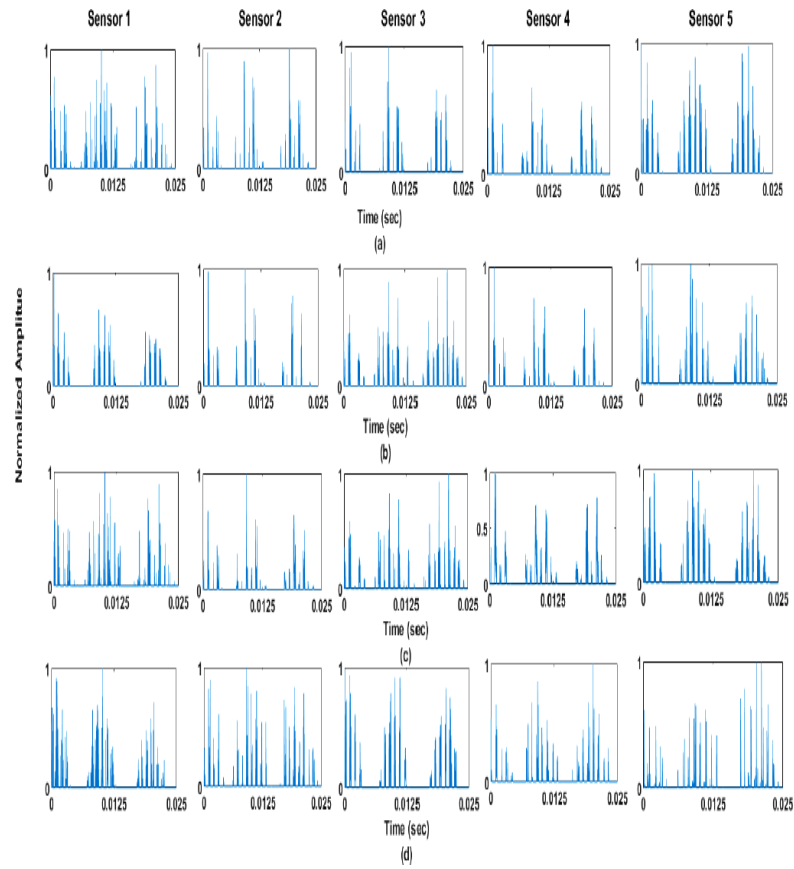 Sensor 1 Sensor 2 Sensor 3 Sensor 4 Sensor 5
1 1 1 1 1
0 0 0 0 0
0 0.0125 0.025 0 0.0125 0.025 0 0.0125 0.025 0 0.0125 0.025 0 0.0125 0.025
Time (sec)
(a)
Normalized Amplitue
1 1 1 1 1
0 0 0 0 0
0 0.0125 0.025 0 0.0125 0.025 0 0.0125 0.025 0 0.0125 0.025 0 0.0125 0.025
Time (sec)
(b)
1 1 1 1 1
0.5
0 0 0 0 0
0 0.0125 0.025 0 0.0125 0.025 0 0.0125 0.025 0 0.0125 0.025 0 0.0125 0.025
Time (sec)
(c)
1 1 1 1 1
0 0 0 0 0
0 0.0125 0.025 0 0.0125 0.025 0 0.0125 0.025 0 0.0125 0.025 0 0.0125 0.025
Time (sec)
(d)